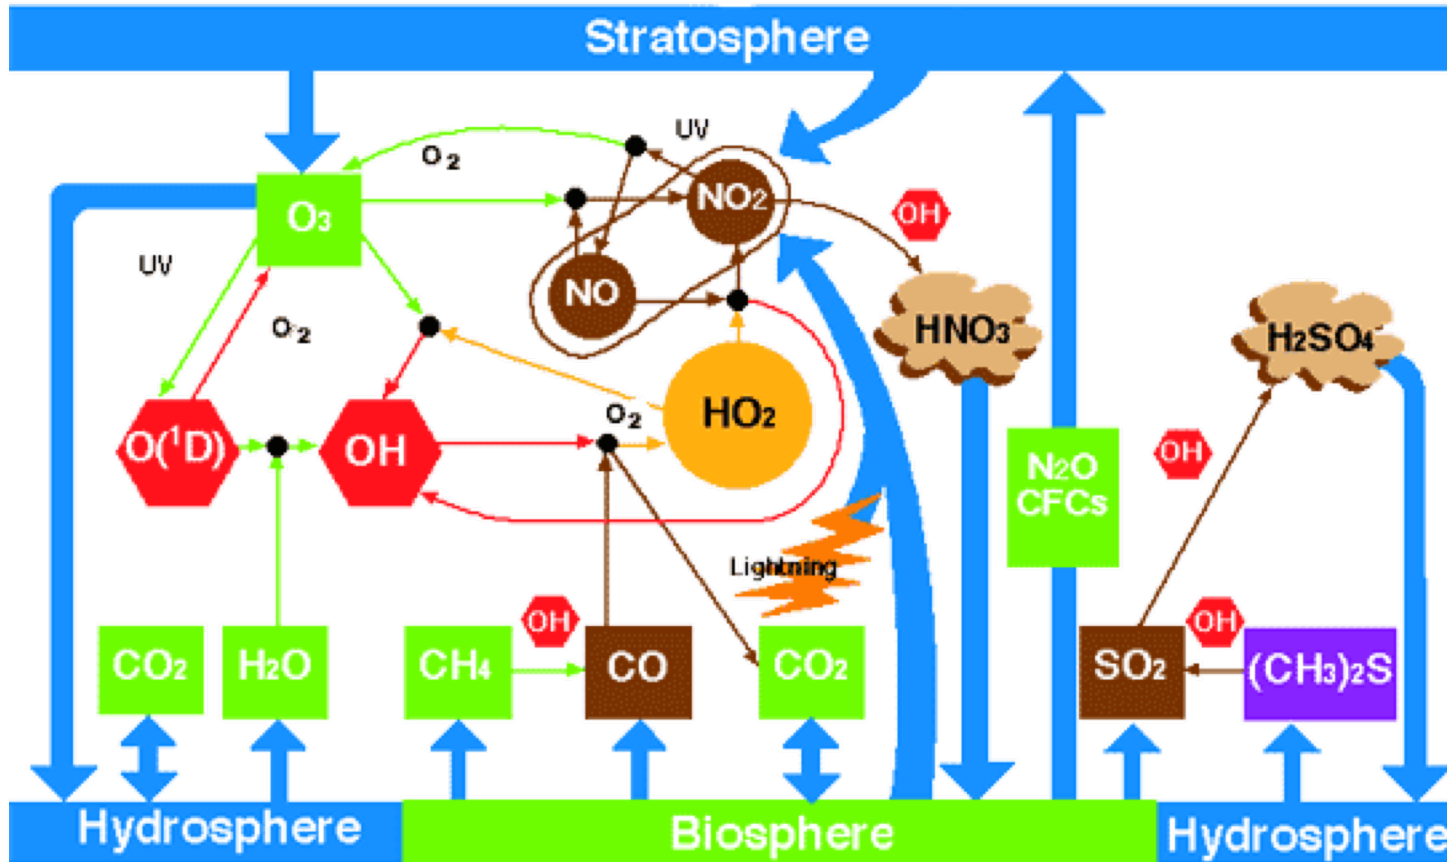 Stratosphere
UV
O₂
NO₂
OH
O₃
UV
NO
O₂
HNO₃
H₂SO₄
O(¹D)
OH
O₂
HO₂
OH
N₂O
CFCs
Lightning
OH
OH
CO₂
H₂O
CH₄
CO
CO₂
SO₂
(CH₃)₂S
Hydrosphere
Biosphere
Hydrosphere